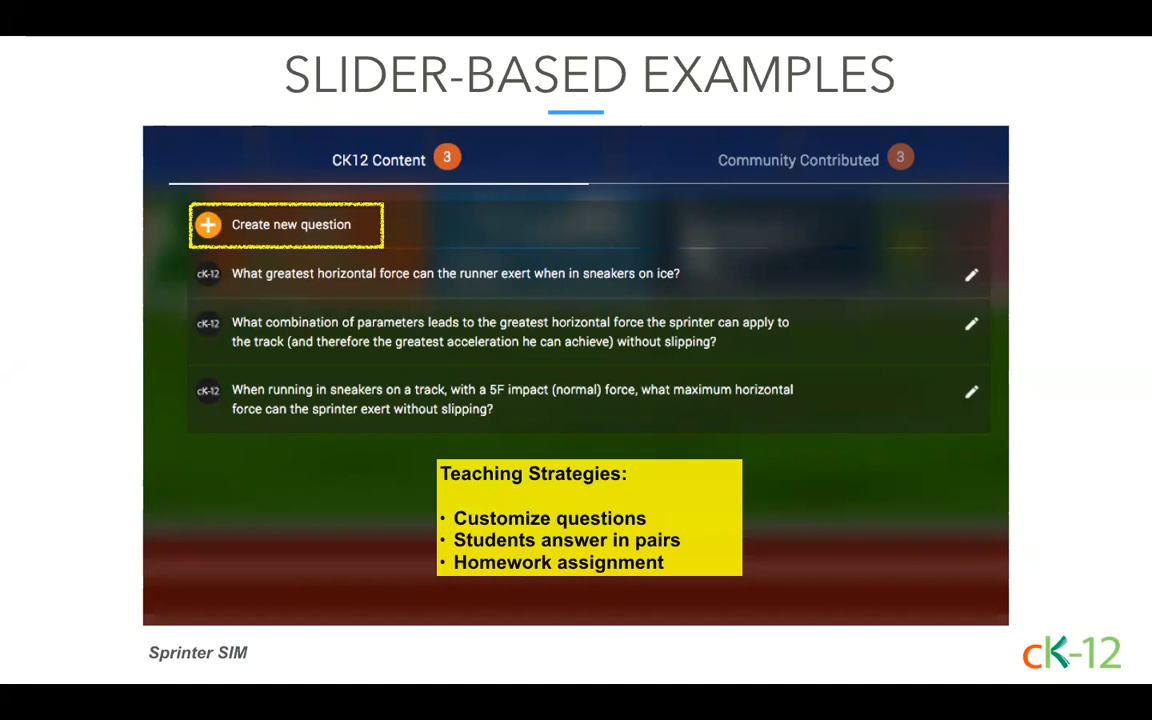 SLIDER-BASED EXAMPLES
CK12 Content 3
Community Contributed 3
+ Create new question
cK-12 What greatest horizontal force can the runner exert when in sneakers on ice?
cK-12 What combination of parameters leads to the greatest horizontal force the sprinter can apply to
the track (and therefore the greatest acceleration he can achieve) without slipping?
cK-12 When running in sneakers on a track, with a 5F impact (normal) force, what maximum horizontal
force can the sprinter exert without slipping?
Teaching Strategies:
• Customize questions
• Students answer in pairs
• Homework assignment
Sprinter SIM
cK-12